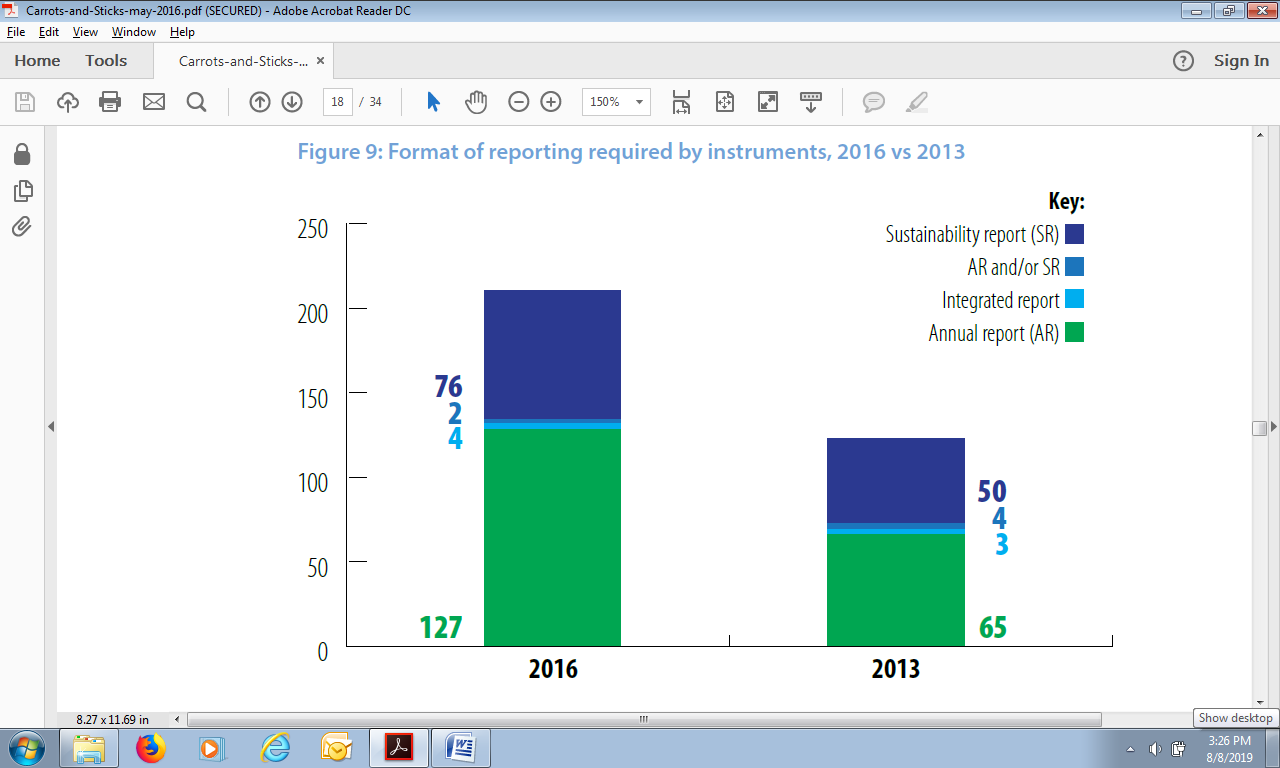 Carrots-and-Sticks-may-2016.pdf (SECURED) - Adobe Acrobat Reader DC
File Edit View Window Help
Home Tools Carrots-and-Sticks-... × ? Sign In
18 / 34 150%
Figure 9: Format of reporting required by instruments, 2016 vs 2013
Key:
Sustainability report (SR)
AR and/or SR
Integrated report
Annual report (AR)
250
200
150
100
50
0
76
2
4
127
50
4
3
65
2016 2013
8.27 x 11.69 in
Show desktop
3:26 PM
8/8/2019